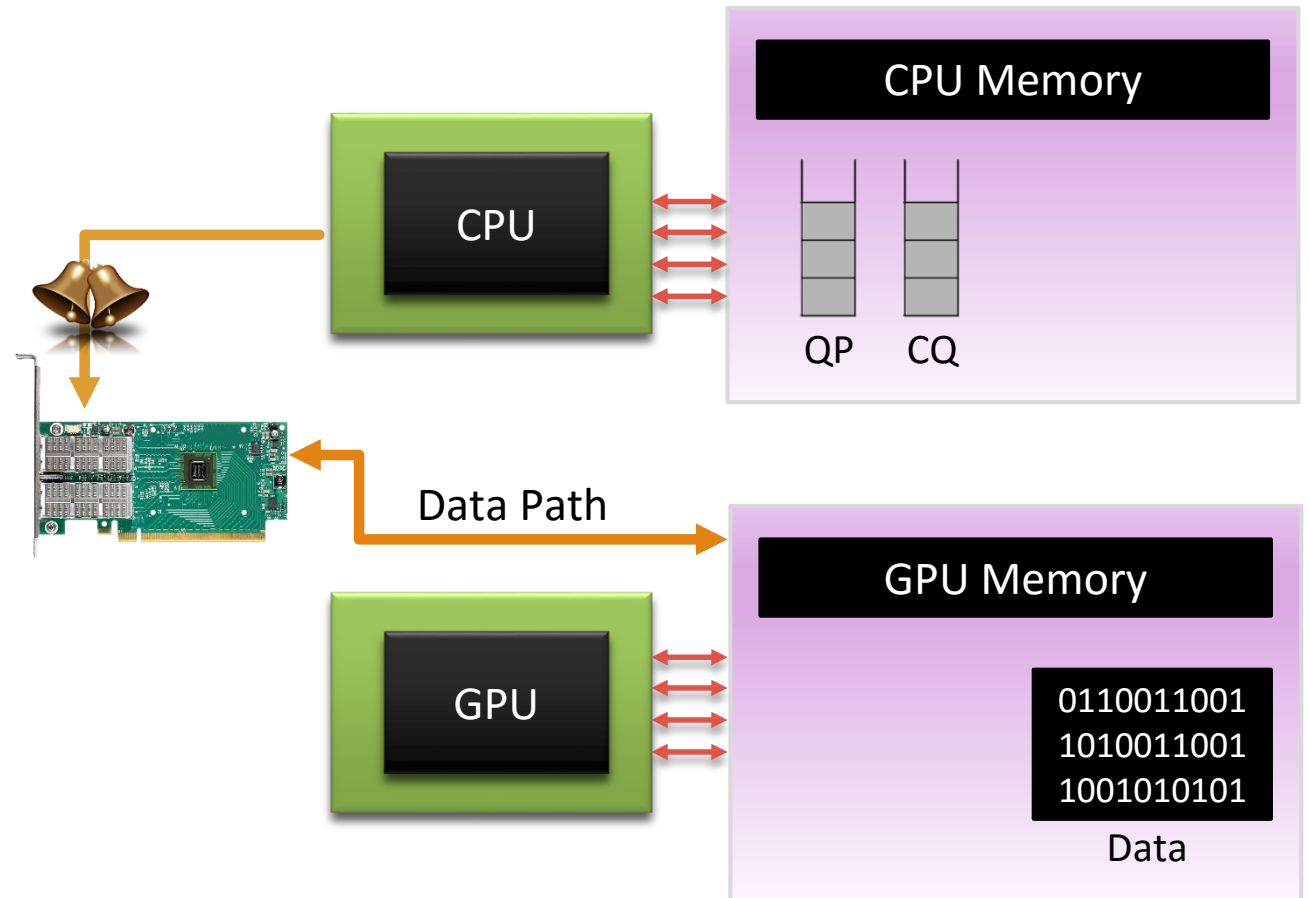 CPU Memory
CPU
QP
CQ
Data Path
GPU Memory
GPU
0110011001
1010011001
1001010101
Data